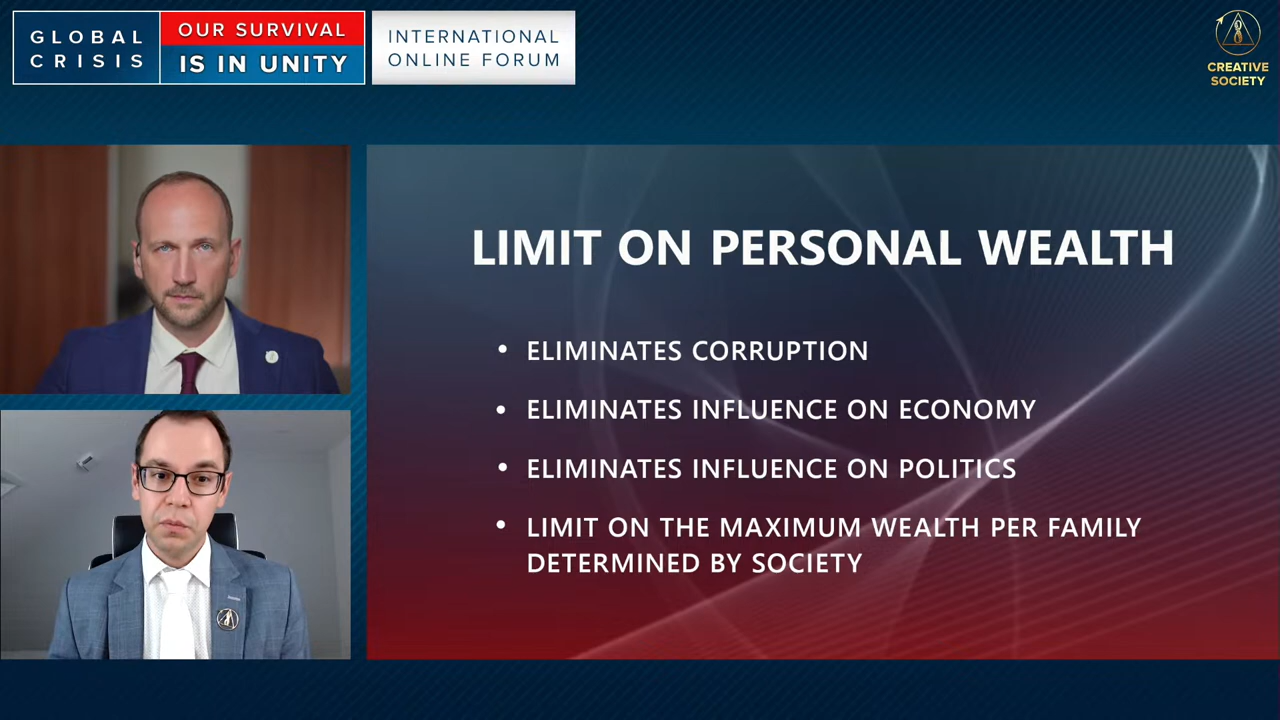 GLOBAL
CRISIS
OUR SURVIVAL
IS IN UNITY
INTERNATIONAL
ONLINE FORUM
CREATIVE
SOCIETY
LIMIT ON PERSONAL WEALTH
• ELIMINATES CORRUPTION
• ELIMINATES INFLUENCE ON ECONOMY
• ELIMINATES INFLUENCE ON POLITICS
• LIMIT ON THE MAXIMUM WEALTH PER FAMILY
DETERMINED BY SOCIETY